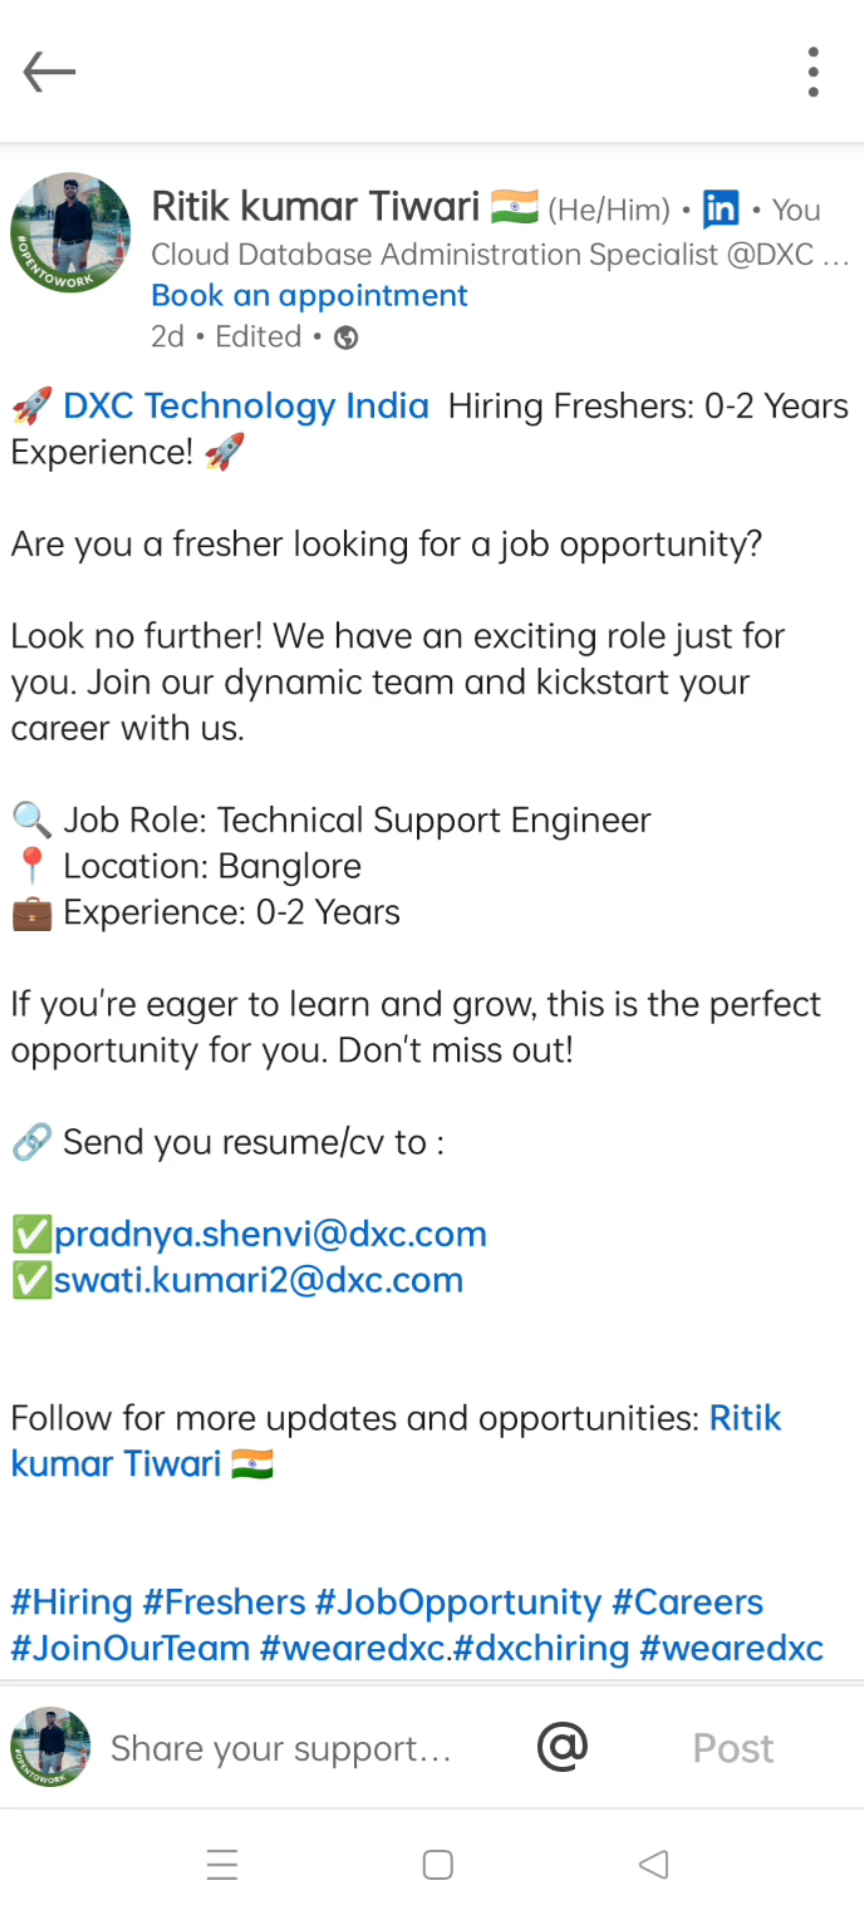 Ritik kumar Tiwari 🇮🇳 (He/Him) • in • You
Cloud Database Administration Specialist @DXC ...
Book an appointment
2d • Edited •
🚀 DXC Technology India Hiring Freshers: 0-2 Years
Experience! 🚀
Are you a fresher looking for a job opportunity?
Look no further! We have an exciting role just for
you. Join our dynamic team and kickstart your
career with us.
🔍 Job Role: Technical Support Engineer
📍 Location: Banglore
💼 Experience: 0-2 Years
If you're eager to learn and grow, this is the perfect
opportunity for you. Don't miss out!
🔗 Send you resume/cv to :
✅pradnya.shenvi@dxc.com
✅swati.kumari2@dxc.com
Follow for more updates and opportunities: Ritik
kumar Tiwari 🇮🇳
#Hiring #Freshers #JobOpportunity #Careers
#JoinOurTeam #wearedxc.#dxchiring #wearedxc
#OPENTOWORK
Share your support... @ Post
#OPENTOWORK